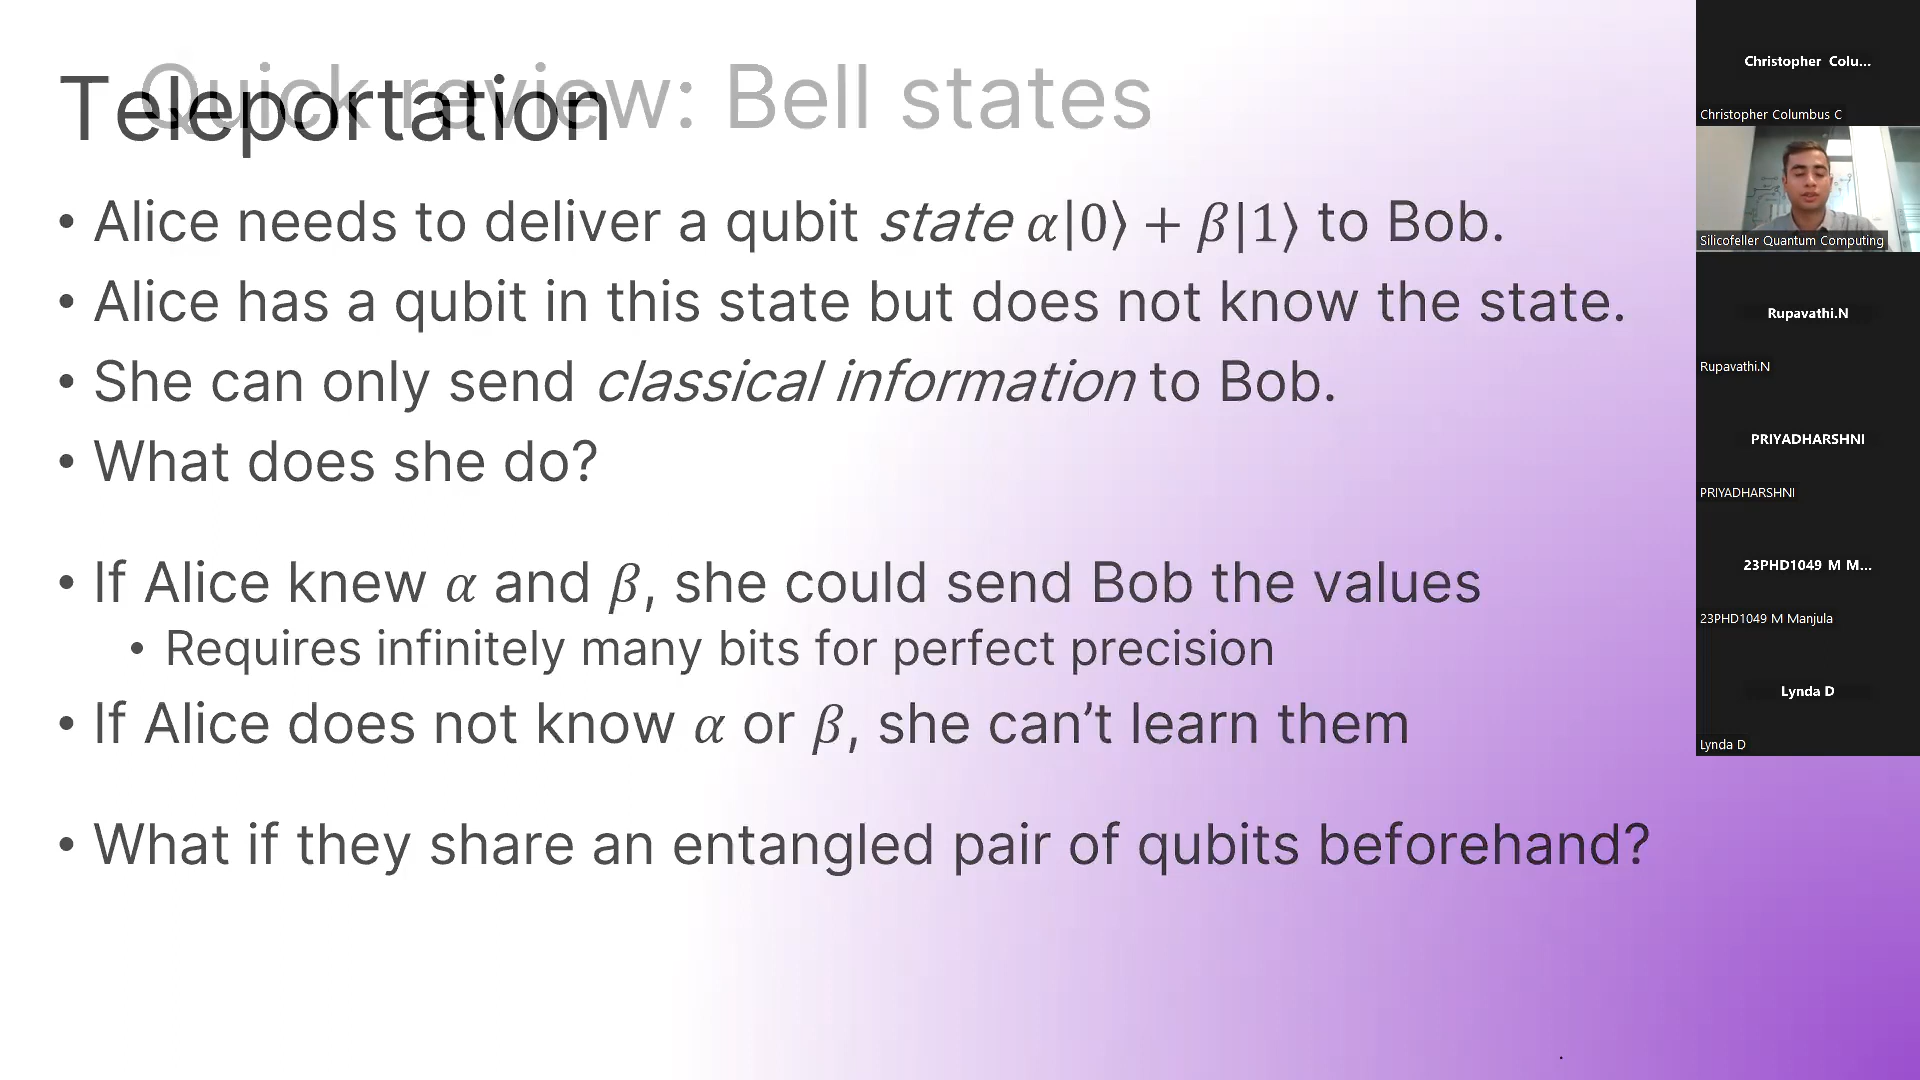 Teleportation
Quick review: Bell states
• Alice needs to deliver a qubit state α|0⟩ + β|1⟩ to Bob.
• Alice has a qubit in this state but does not know the state.
• She can only send classical information to Bob.
• What does she do?
• If Alice knew α and β, she could send Bob the values
• Requires infinitely many bits for perfect precision
• If Alice does not know α or β, she can’t learn them
• What if they share an entangled pair of qubits beforehand?
Christopher Colu...
Christopher Columbus C
Silicofeller Quantum Computing
Rupavathi.N
Rupavathi.N
PRIYADHARSHNI
PRIYADHARSHNI
23PHD1049 M M...
23PHD1049 M Manjula
Lynda D
Lynda D